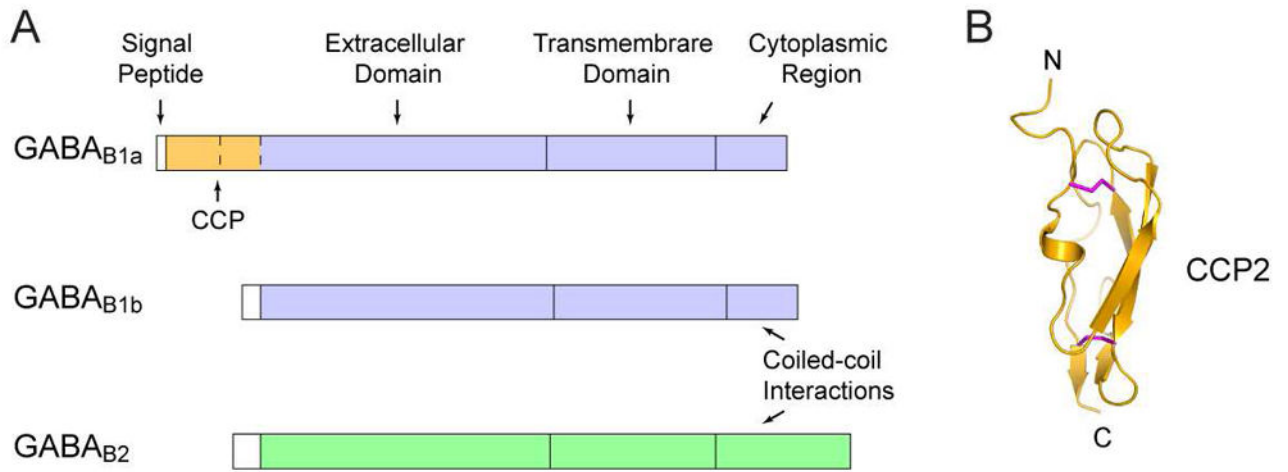 A
Signal
Peptide
Extracellular
Domain
Transmembrare
Domain
Cytoplasmic
Region
GABAB1a
CCP
GABAB1b
Coiled-coil
Interactions
GABAB2
B
N
CCP2
C